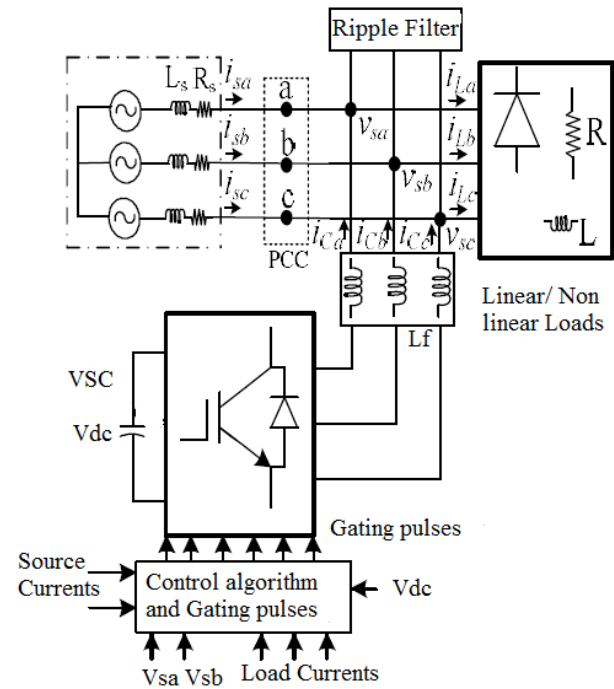 Ripple Filter
Ls Rs isa a iLa
vsa
R
isb b iLb
vsb
isc c iLc
iCa iCb iCc vsc
L
PCC
Linear/ Non
linear Loads
Lf
VSC
Vdc
Gating pulses
Source
Currents
Control algorithm
and Gating pulses
Vdc
Vsa Vsb Load Currents